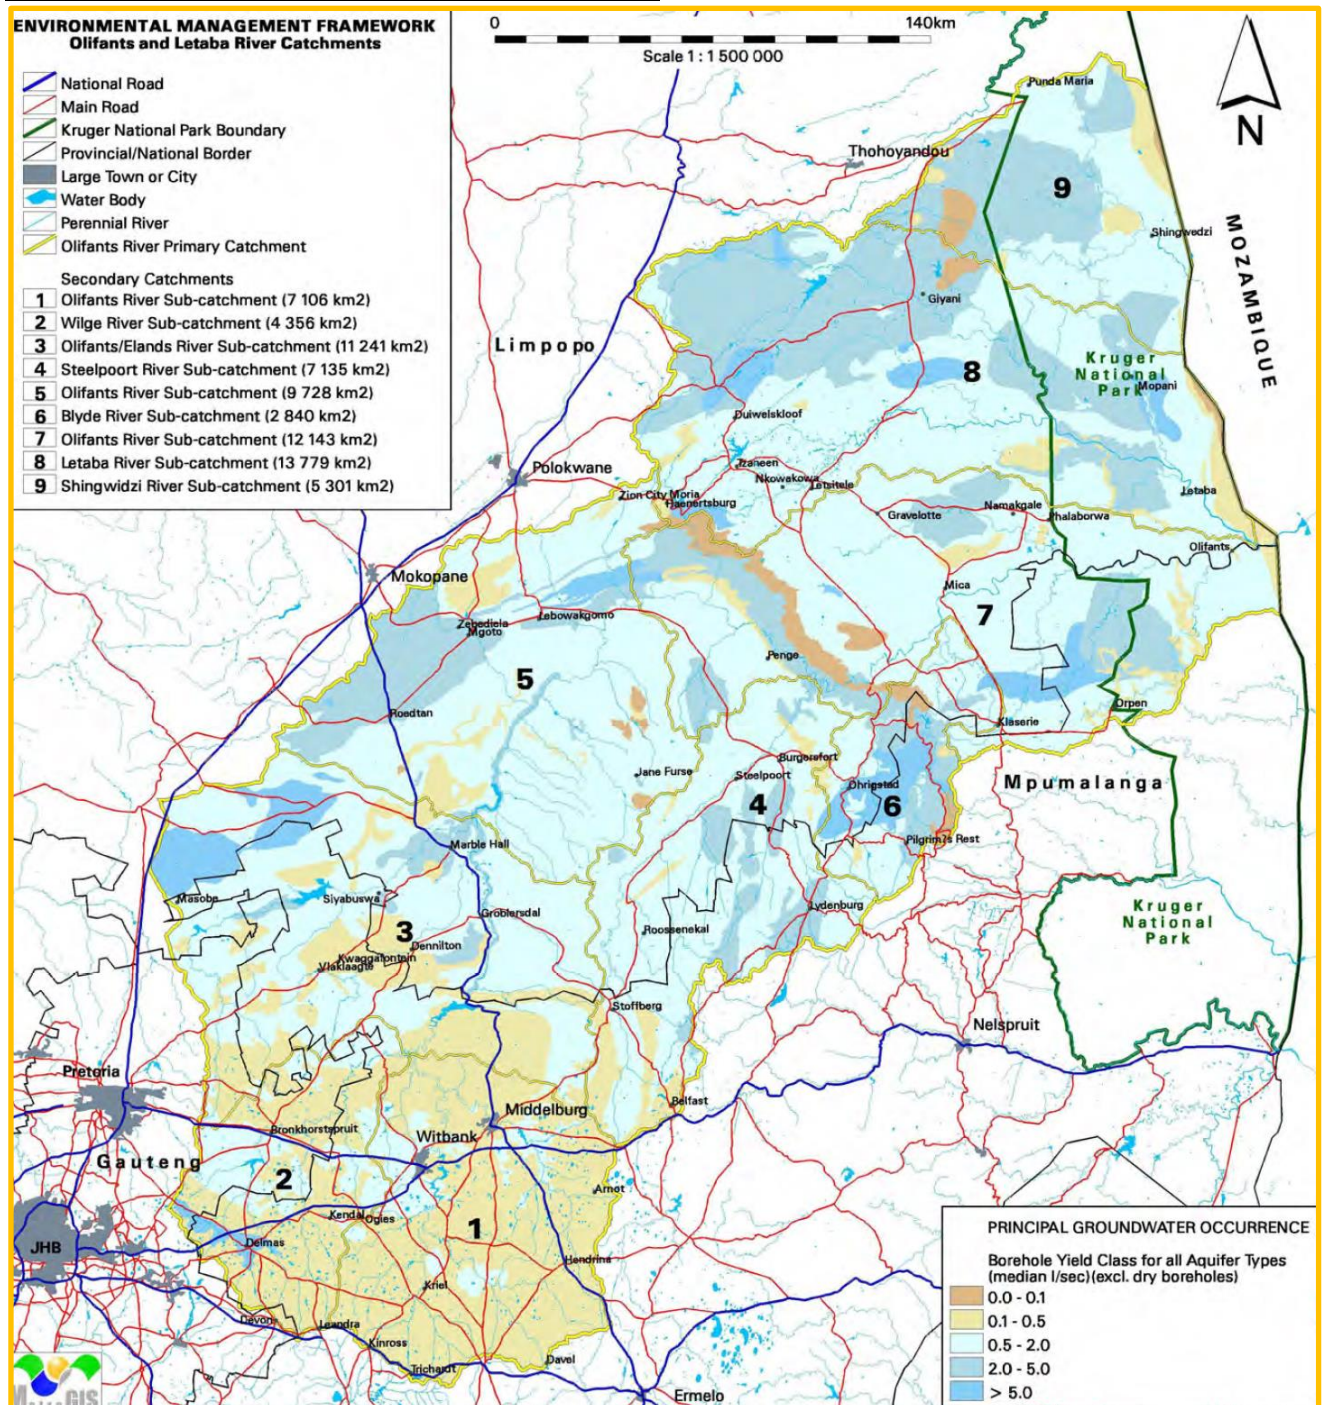 ENVIRONMENTAL MANAGEMENT FRAMEWORK
Olifants and Letaba River Catchments
National Road
Main Road
Kruger National Park Boundary
Provincial/National Border
Large Town or City
Water Body
Perennial River
Olifants River Primary Catchment
Secondary Catchments
1 Olifants River Sub-catchment (7 106 km2)
2 Wilge River Sub-catchment (4 356 km2)
3 Olifants/Elands River Sub-catchment (11 241 km2)
4 Steelpoort River Sub-catchment (7 135 km2)
5 Olifants River Sub-catchment (9 728 km2)
6 Blyde River Sub-catchment (2 840 km2)
7 Olifants River Sub-catchment (12 143 km2)
8 Letaba River Sub-catchment (13 779 km2)
9 Shingwidzi River Sub-catchment (5 301 km2)
0 140km
Scale 1 : 1 500 000
N
Punda Maria
Thohoyandou
9
Shingwedzi
MOZAMBIQUE
Giyani
Limpopo
8
Kruger
National
Park
Mopani
Duiwelskloof
Polokwane
Tzaneen
Nkowakowa
Letsitele
Zion City Moria
Haenertsburg
Letaba
Gravelotte
Namakgale
Phalaborwa
Olifants
Mokopane
Mica
7
Lebowakgomo
Zebediela
Mgoto
Penge
5
Roedtan
Orpen
Klaserie
Burgersfort
Jane Furse
Steelpoort
Ohrigstad
Mpumalanga
4
6
Pilgrim?s Rest
Marble Hall
Masobe
Siyabuswa
Groblersdal
Lydenburg
Kruger
National
Park
3
Dennilton
Roossenekal
Kwaggafontein
Vlaklaagte
Stoffberg
Nelspruit
Pretoria
Belfast
Middelburg
Bronkhorstspruit
Witbank
Gauteng
2
Arnot
Kendal
Ogies
1
JHB
Delmas
Hendrina
Kriel
Devon
Leandra
Kinross
Trichardt
Davel
Ermelo
GIS
PRINCIPAL GROUNDWATER OCCURRENCE
Borehole Yield Class for all Aquifer Types
(median l/sec)(excl. dry boreholes)
0.0 - 0.1
0.1 - 0.5
0.5 - 2.0
2.0 - 5.0
> 5.0